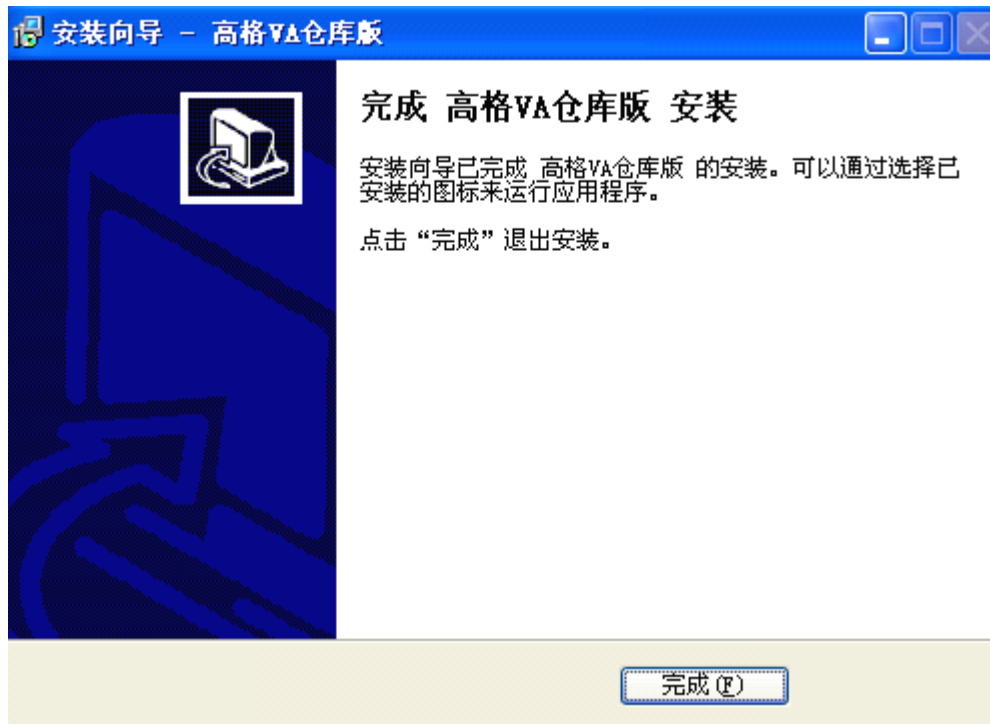 安装向导 - 高格VA仓库版
完成 高格VA仓库版 安装
安装向导已完成 高格VA仓库版 的安装。可以通过选择已
安装的图标来运行应用程序。
点击“完成”退出安装。
完成(F)